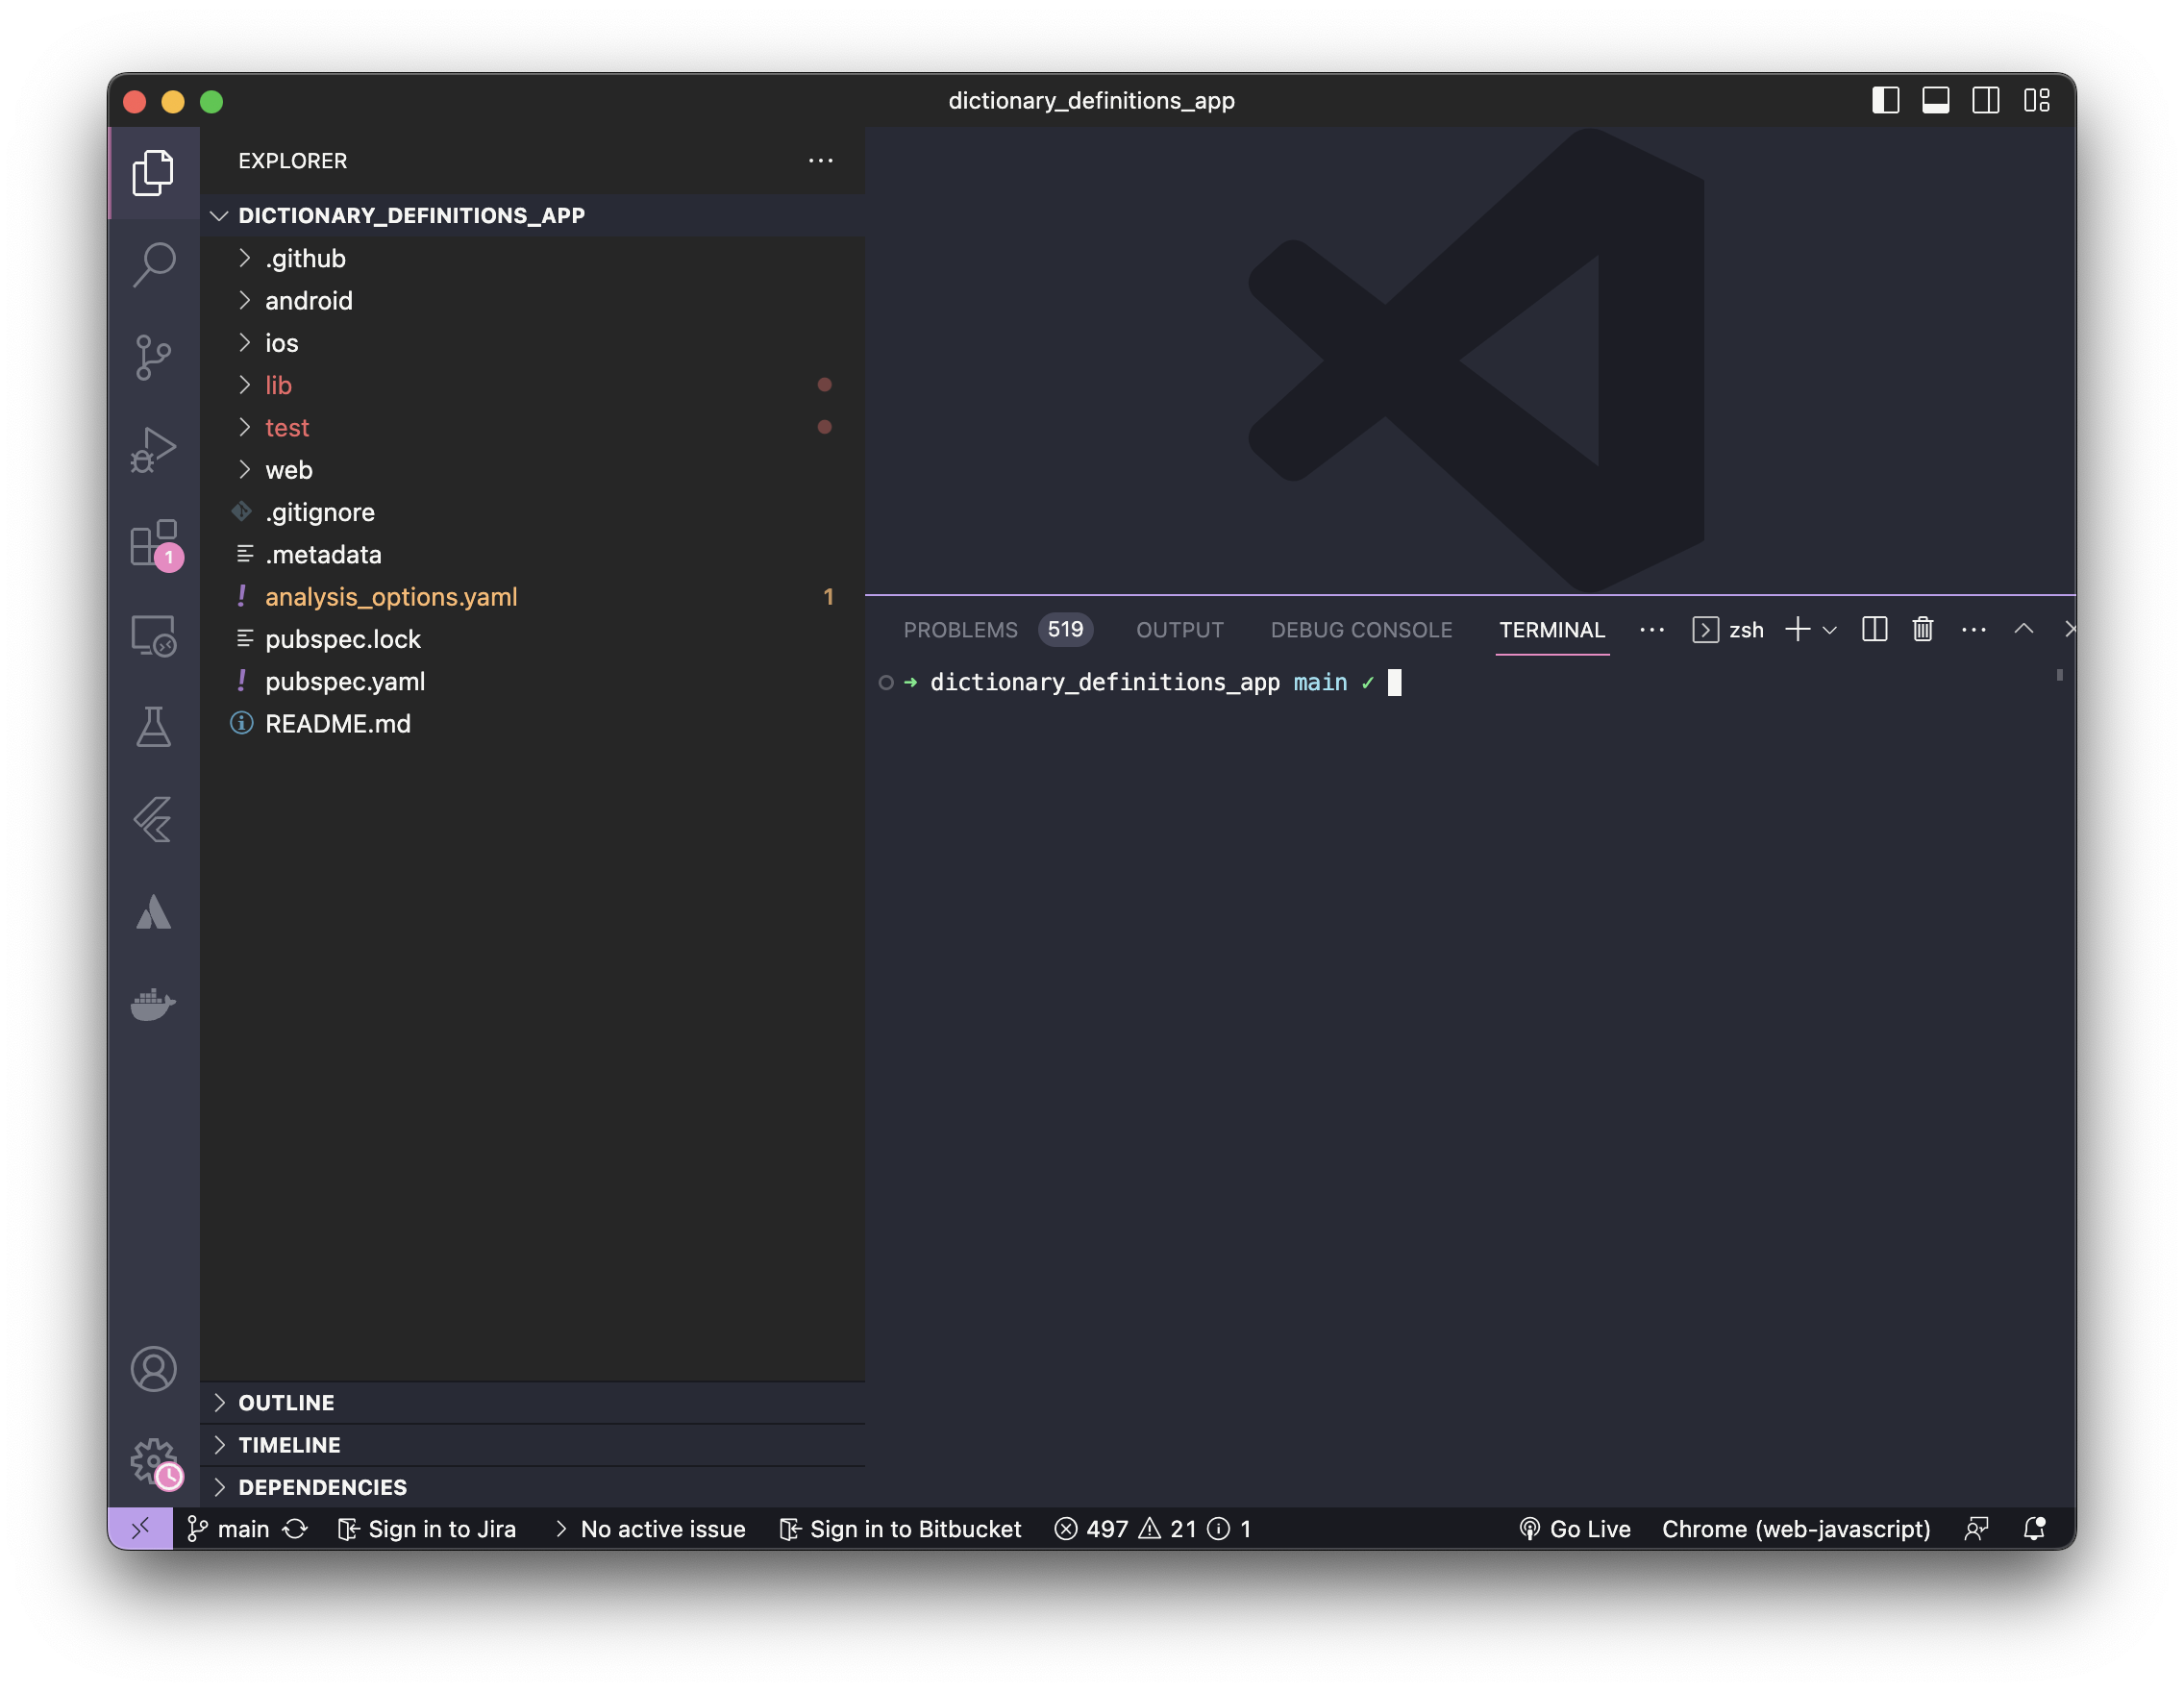 dictionary_definitions_app
EXPLORER
DICTIONARY_DEFINITIONS_APP
.github
android
ios
lib
test
web
.gitignore
.metadata
analysis_options.yaml 1
pubspec.lock
pubspec.yaml
README.md
1
OUTLINE
TIMELINE
DEPENDENCIES
PROBLEMS 519 OUTPUT DEBUG CONSOLE TERMINAL zsh
dictionary_definitions_app main ✓
main Sign in to Jira No active issue Sign in to Bitbucket 497 21 1 Go Live Chrome (web-javascript)